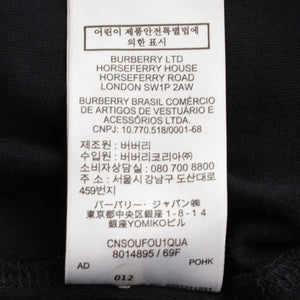 어린이 제품안전특별법에
의한 표시
BURBERRY LTD
HORSEFERRY HOUSE
HORSEFERRY ROAD
LONDON SW1P 2AW
BURBERRY BRASIL COMÉRCIO
DE ARTIGOS DE VESTUÁRIO E
ACESSÓRIOS LTDA.
CNPJ: 10.770.518/0001-68
제조원 : 버버리
수입원 : 버버리코리아(주)
소비자상담실 : 080 700 8800
주소 : 서울시 강남구 도산대로
459번지
バーバリー・ジャパン㈱
東京都中央区銀座 1-8-14
銀座YOMIKOビル
CNSOUFOU1QUA
8014895 / 69F
AD POHK
012